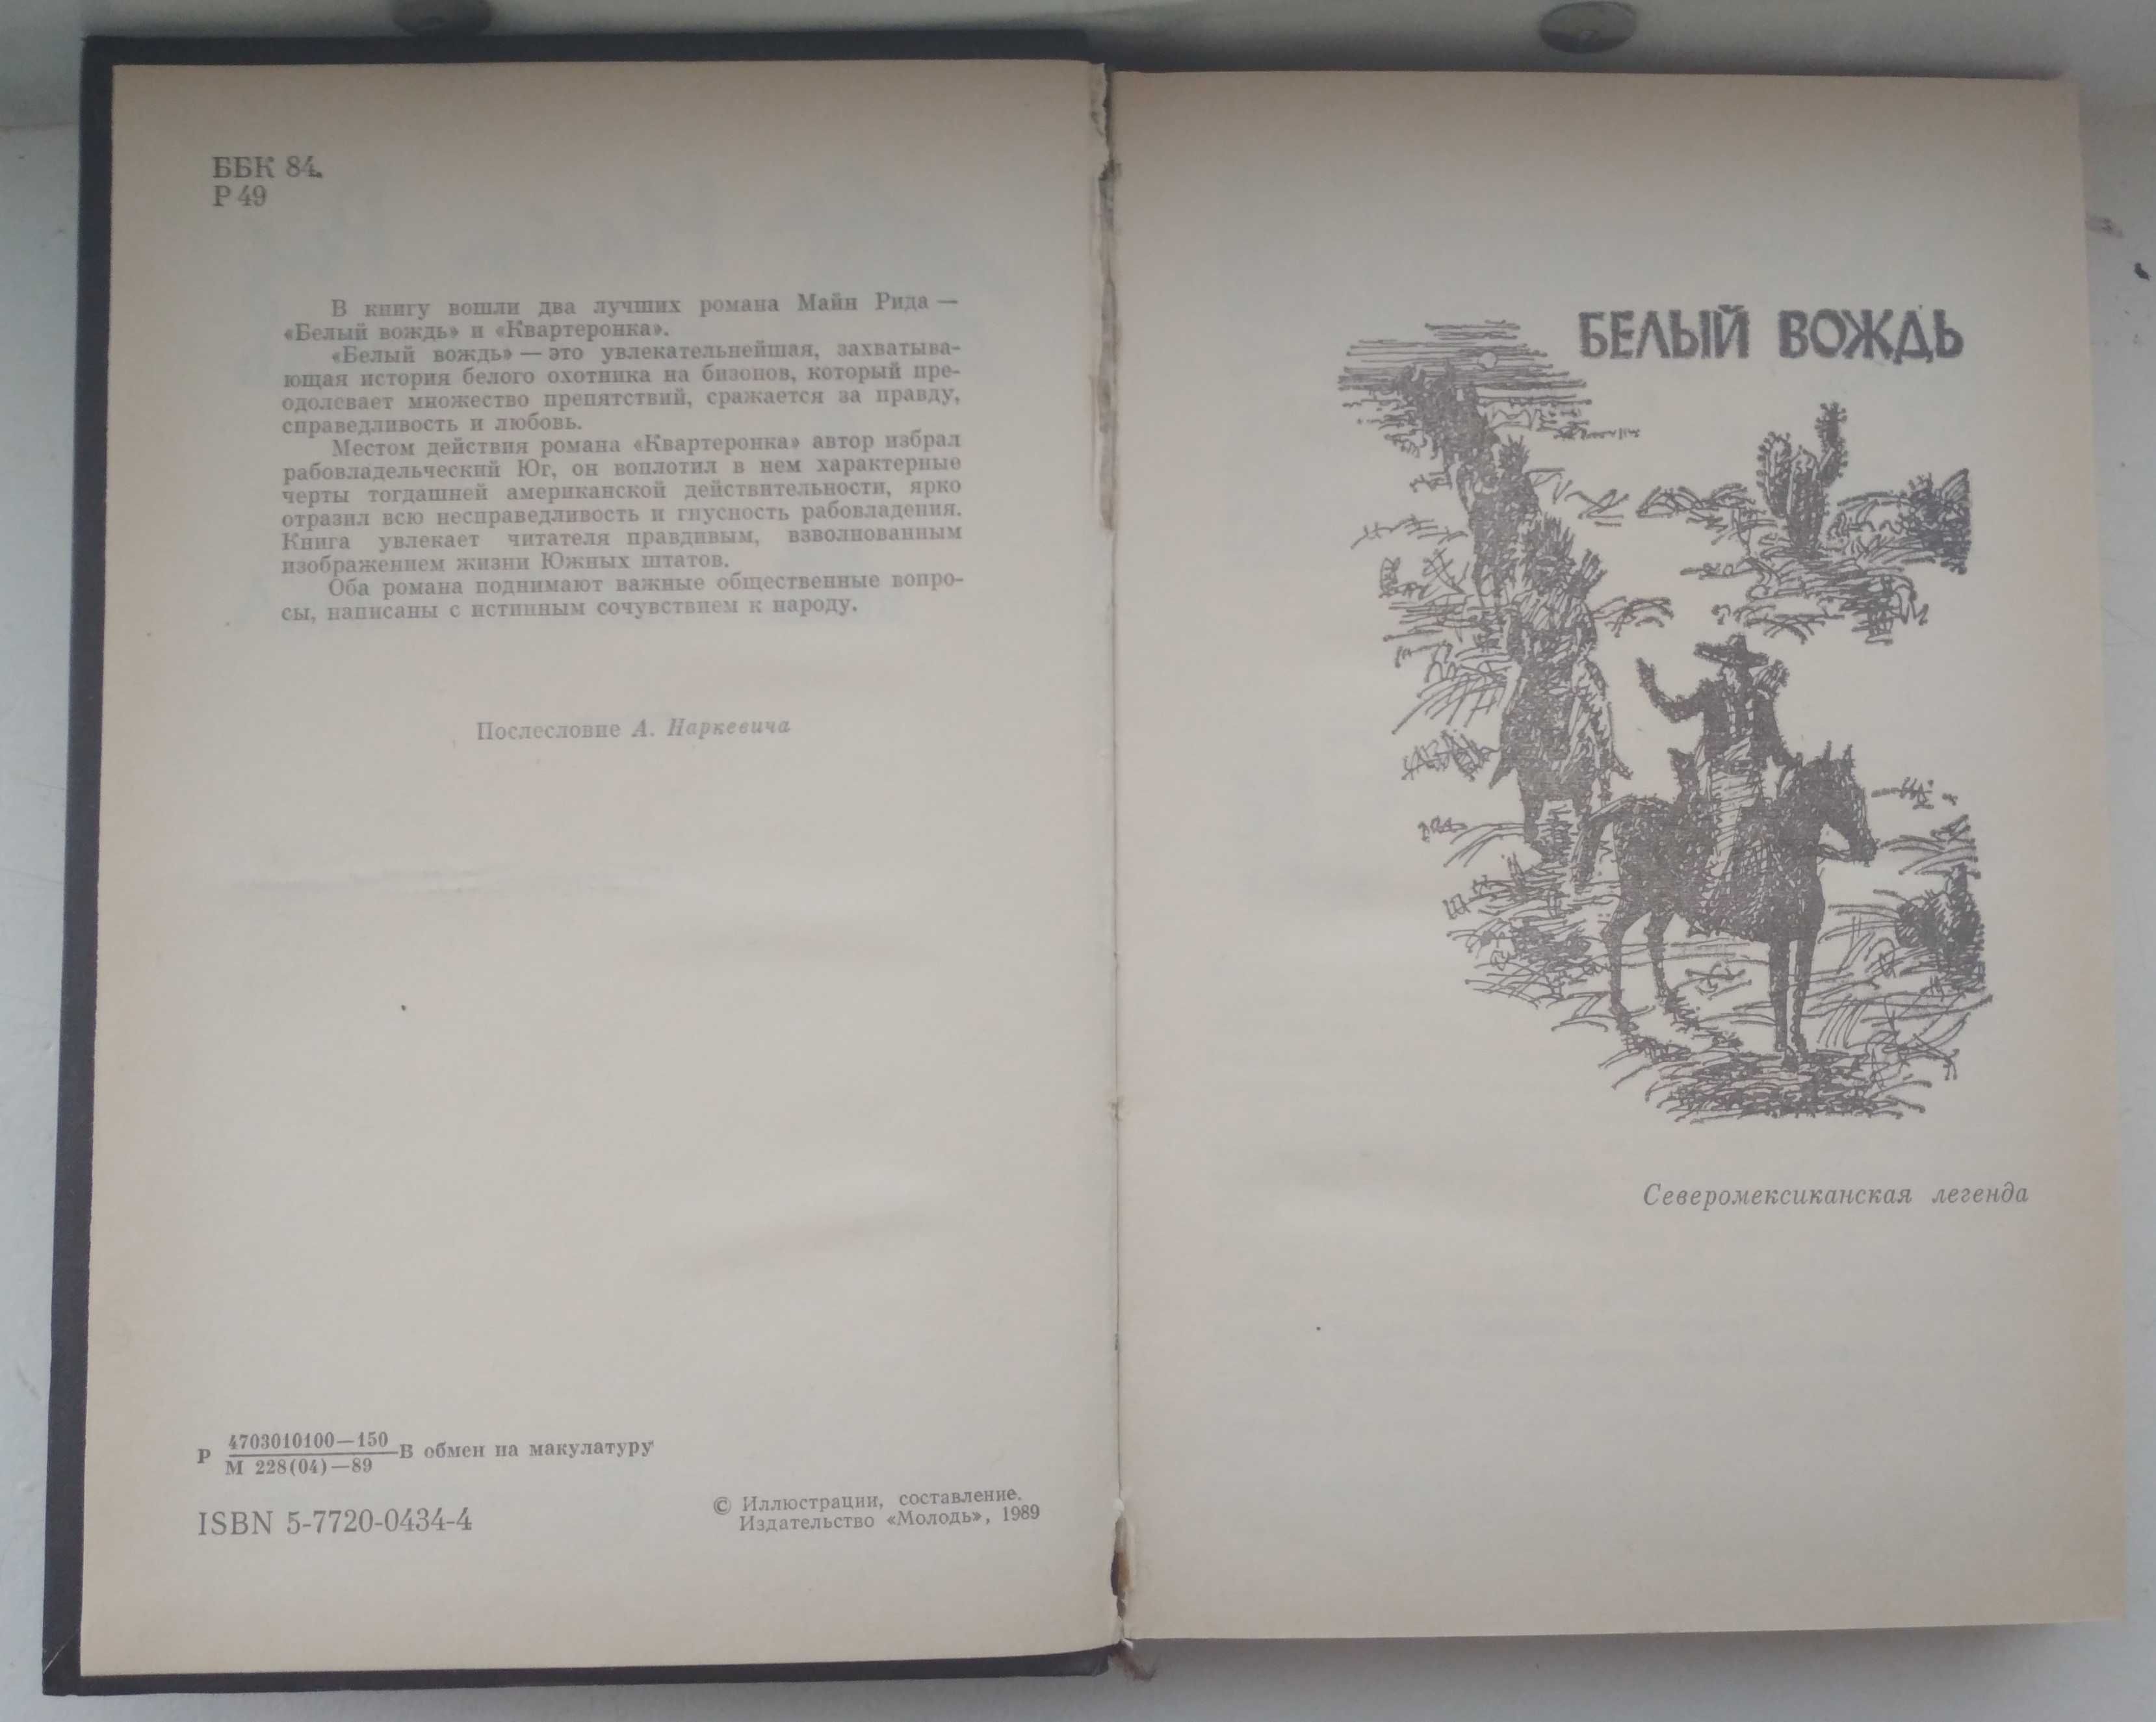 ББК 84.
Р 49
В книгу вошли два лучших романа Майн Рида —
«Белый вождь» и «Квартеронка».
«Белый вождь» — это увлекательнейшая, захватыва-
ющая история белого охотника на бизонов, который пре-
одолевает множество препятствий, сражается за правду,
справедливость и любовь.
Местом действия романа «Квартеронка» автор избрал
рабовладельческий Юг, он воплотил в нем характерные
черты тогдашней американской действительности, ярко
отразил всю несправедливость и гнусность рабовладения.
Книга увлекает читателя правдивым, взволнованным
изображением жизни Южных штатов.
Оба романа поднимают важные общественные вопро-
сы, написаны с истинным сочувствием к народу.
Послесловие А. Наркевича
Р 4703010100—150 В обмен на макулатуру
М 228(04)—89
ISBN 5-7720-0434-4
© Иллюстрации, составление.
Издательство «Молодь», 1989
БЕЛЫЙ ВОЖДЬ
Северомексиканская легенда